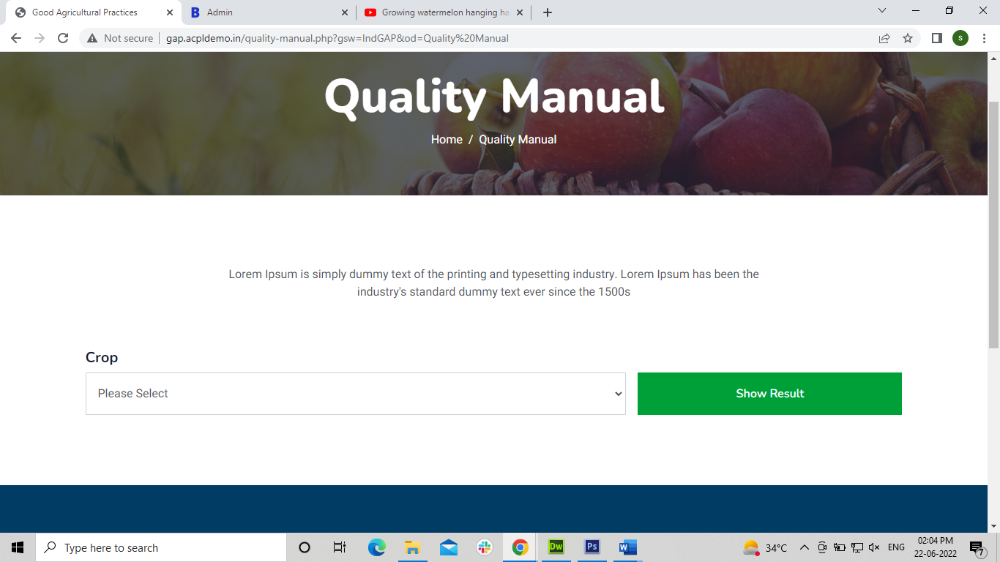 Good Agricultural Practices
Admin
Growing watermelon hanging ha
Not secure
gap.acpldemo.in/quality-manual.php?gsw=IndGAP&od=Quality%20Manual
S
Quality Manual
Home / Quality Manual
Lorem Ipsum is simply dummy text of the printing and typesetting industry. Lorem Ipsum has been the
industry's standard dummy text ever since the 1500s
Crop
Please Select
Show Result
Type here to search
Dw
Ps
W
34°C
ENG
02:04 PM
22-06-2022
7